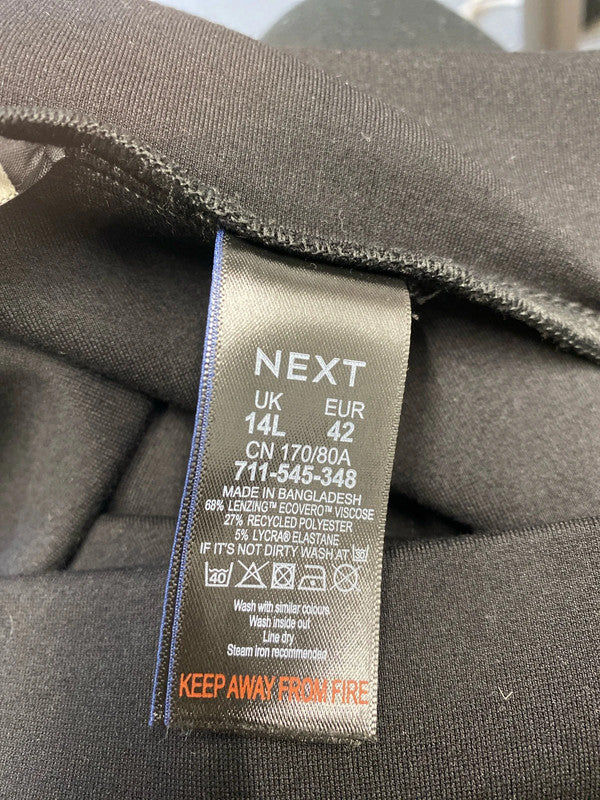 NEXT
UK EUR
14L 42
CN 170/80A
711-545-348
MADE IN BANGLADESH
68% LENZING™ ECOVERO™ VISCOSE
27% RECYCLED POLYESTER
5% LYCRA® ELASTANE
IF IT'S NOT DIRTY WASH AT 30
40
Wash with similar colours
Wash inside out
Line dry
Steam iron recommended
KEEP AWAY FROM FIRE